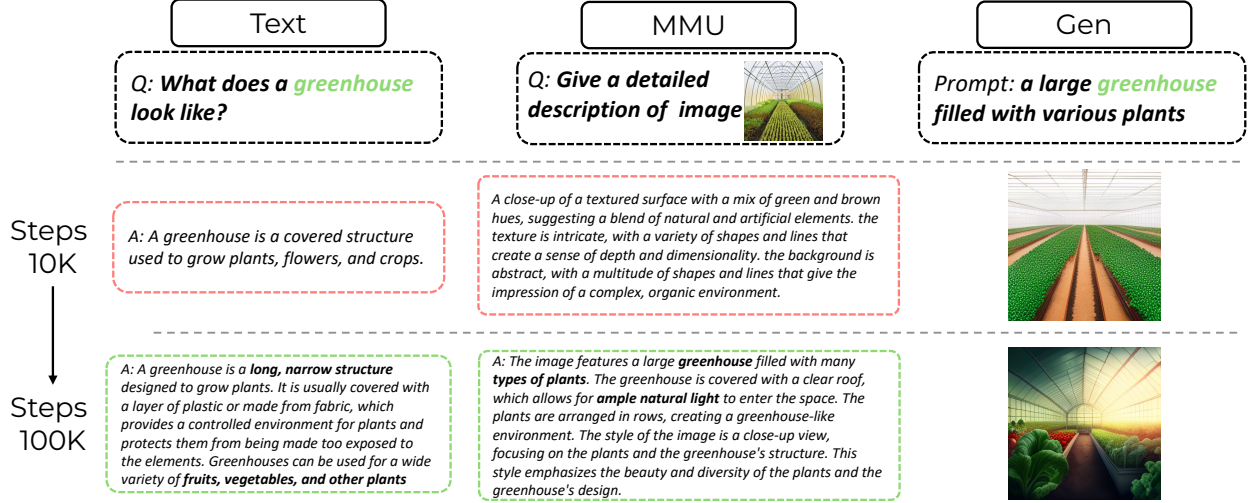 Text
MMU
Gen
Q: What does a greenhouse
look like?
Q: Give a detailed
description of image
Prompt: a large greenhouse
filled with various plants
Steps
10K
A: A greenhouse is a covered structure
used to grow plants, flowers, and crops.
A close-up of a textured surface with a mix of green and brown
hues, suggesting a blend of natural and artificial elements. the
texture is intricate, with a variety of shapes and lines that
create a sense of depth and dimensionality. the background is
abstract, with a multitude of shapes and lines that give the
impression of a complex, organic environment.
Steps
100K
A: A greenhouse is a long, narrow structure
designed to grow plants. It is usually covered with
a layer of plastic or made from fabric, which
provides a controlled environment for plants and
protects them from being made too exposed to
the elements. Greenhouses can be used for a wide
variety of fruits, vegetables, and other plants
A: The image features a large greenhouse filled with many
types of plants. The greenhouse is covered with a clear roof,
which allows for ample natural light to enter the space. The
plants are arranged in rows, creating a greenhouse-like
environment. The style of the image is a close-up view,
focusing on the plants and the greenhouse's structure. This
style emphasizes the beauty and diversity of the plants and the
greenhouse's design.